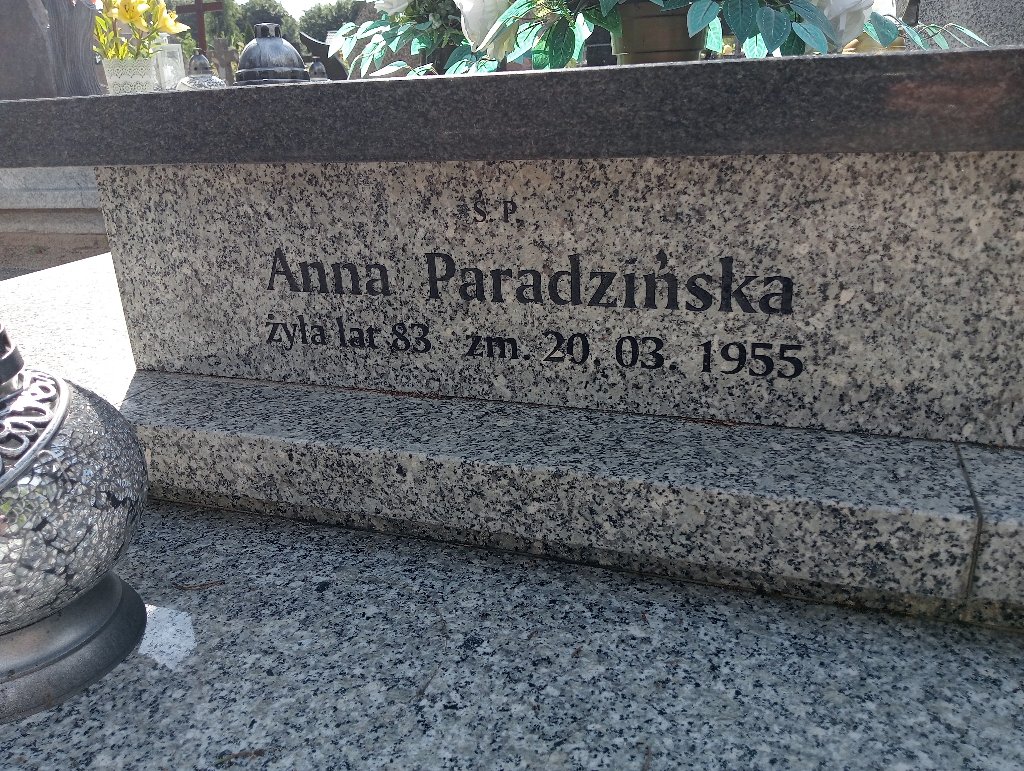 Ś. P.
Anna Paradzińska
żyła lat 83 zm. 20. 03. 1955